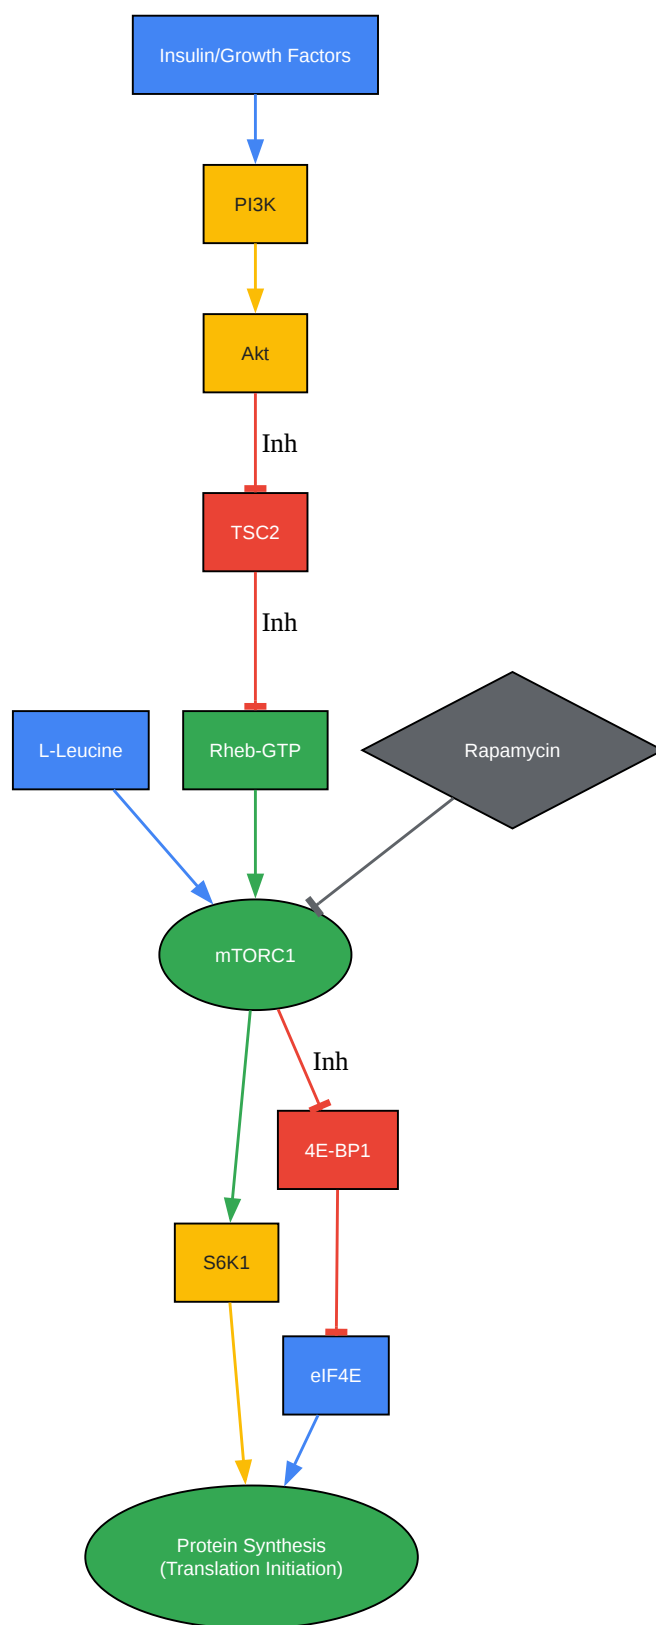 Insulin/Growth Factors
PI3K
Akt
Inh
TSC2
Inh
L-Leucine
Rheb-GTP
Rapamycin
mTORC1
Inh
4E-BP1
S6K1
eIF4E
Protein Synthesis
(Translation Initiation)